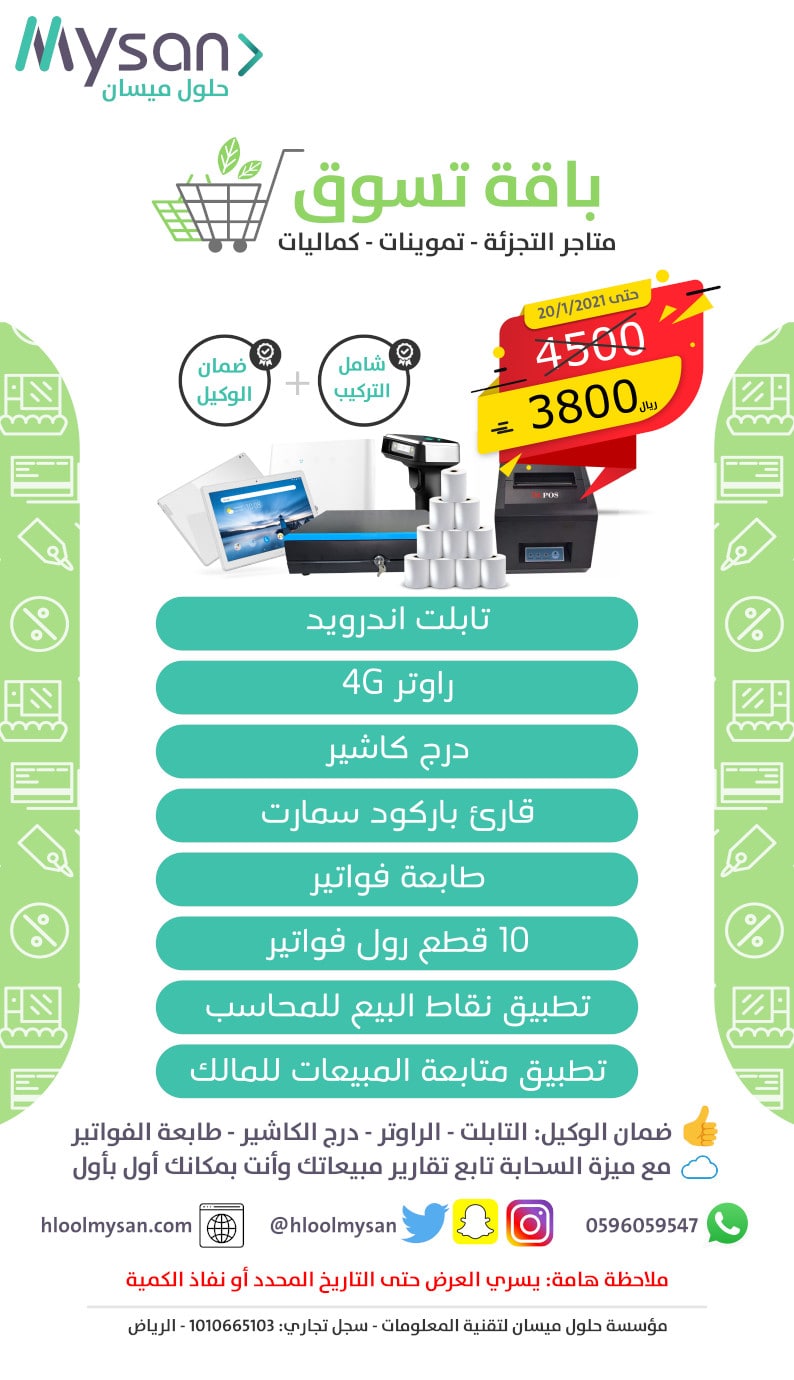 Mysan
حلول ميسان
باقة تسوق
متاجر التجزئة - تموينات - كماليات
حتى 20/1/2021
4500
3800 ريال
شامل التركيب
+
ضمان الوكيل
POS
تابلت اندرويد
راوتر 4G
درج كاشير
قارئ باركود سمارت
طابعة فواتير
10 قطع رول فواتير
تطبيق نقاط البيع للمحاسب
تطبيق متابعة المبيعات للمالك
ضمان الوكيل: التابلت - الراوتر - درج الكاشير - طابعة الفواتير
مع ميزة السحابة تابع تقارير مبيعاتك وأنت بمكانك أول بأول
0596059547
@hloolmysan
hloolmysan.com
ملاحظة هامة: يسري العرض حتى التاريخ المحدد أو نفاذ الكمية
مؤسسة حلول ميسان لتقنية المعلومات - سجل تجاري: 1010665103 - الرياض